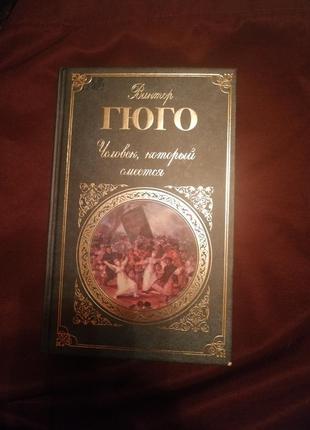 Виктор
ГЮГО
Человек, который
смеется